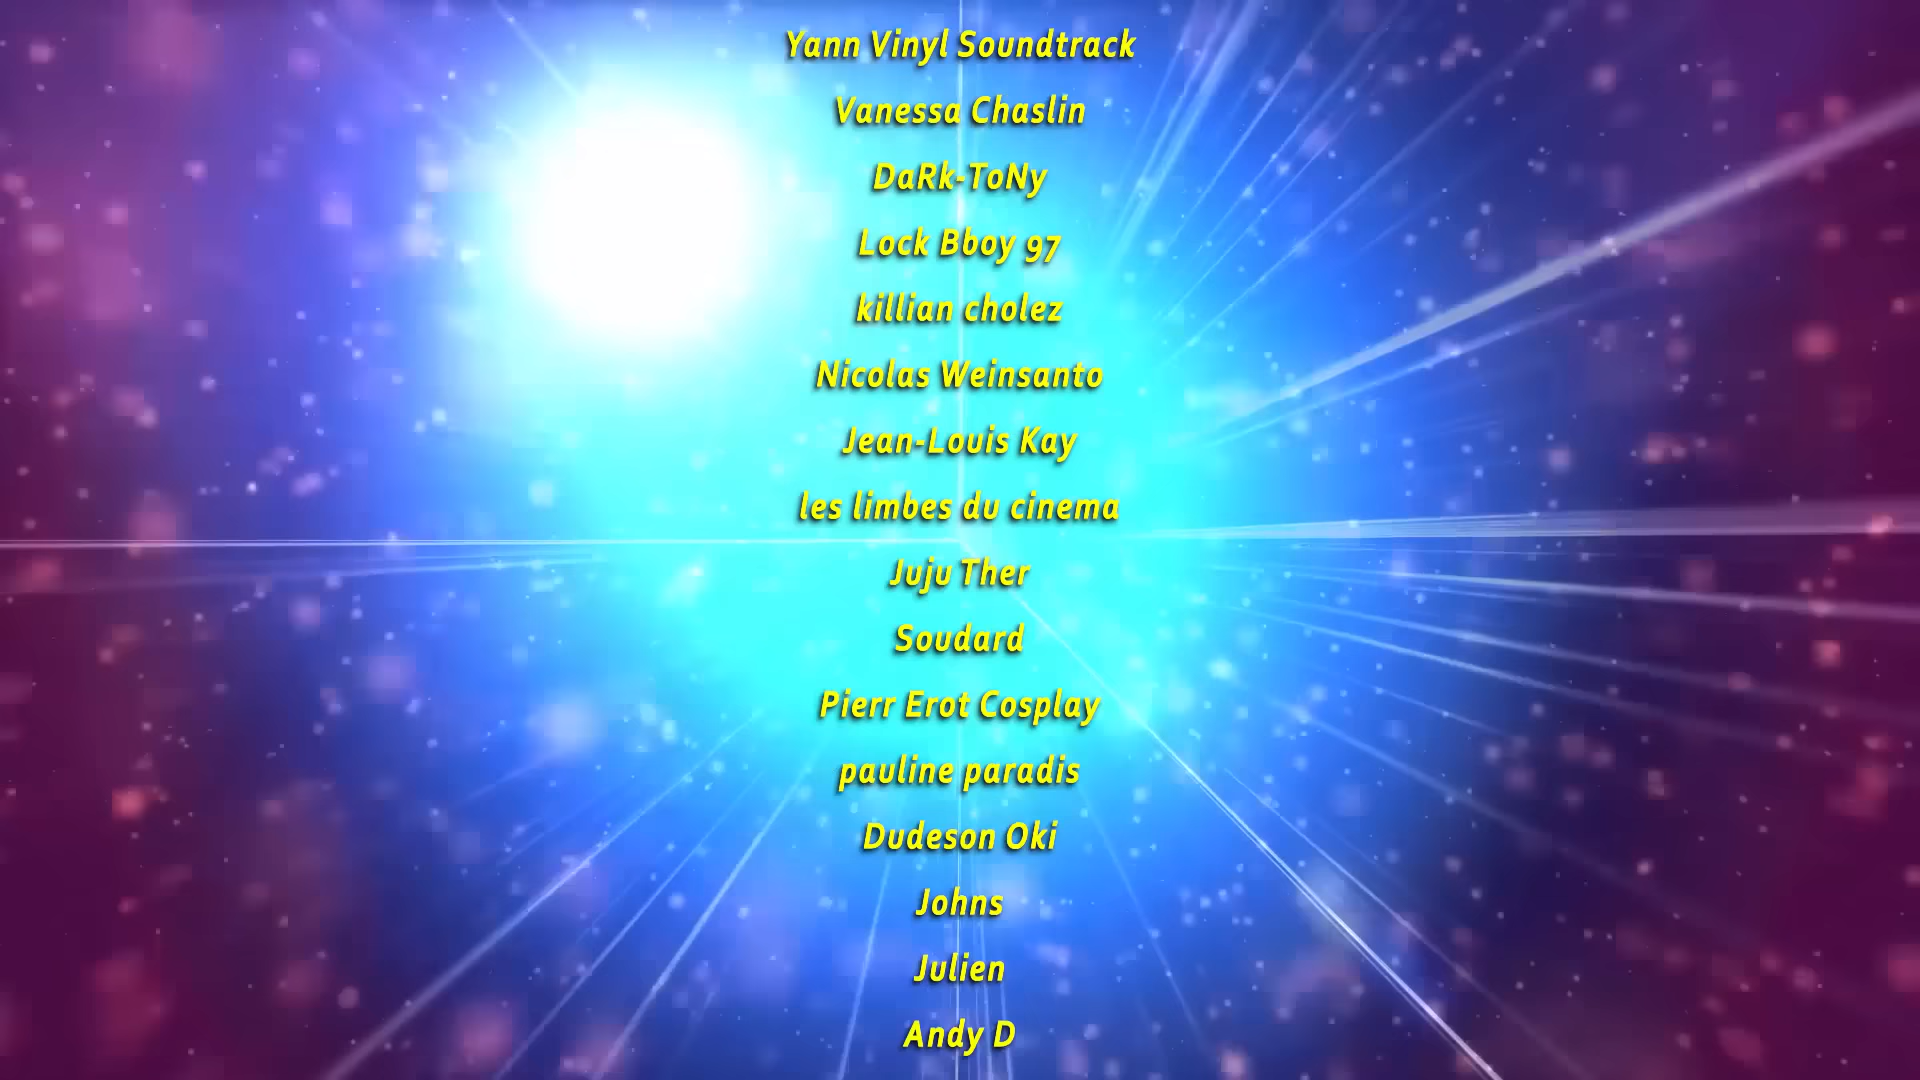 Yann Vinyl Soundtrack
Vanessa Chaslin
DaRk-ToNy
Lock Bboy 97
killian cholez
Nicolas Weinsanto
Jean-Louis Kay
les limbes du cinema
Juju Ther
Soudard
Pierr Erot Cosplay
pauline paradis
Dudeson Oki
Johns
Julien
Andy D